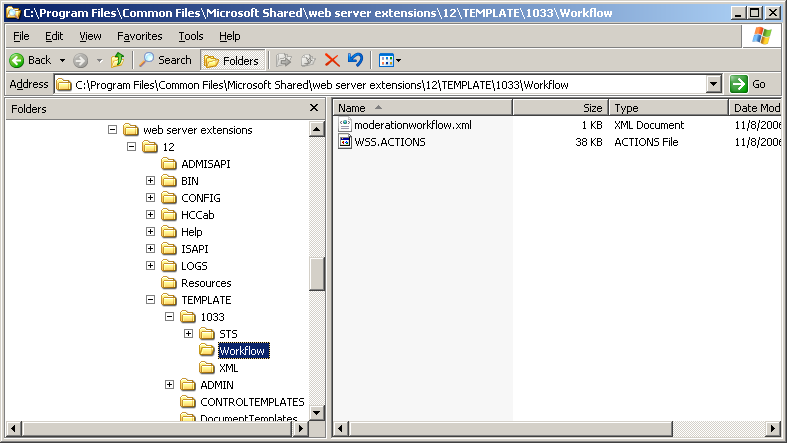 C:\Program Files\Common Files\Microsoft Shared\web server extensions\12\TEMPLATE\1033\Workflow
File Edit View Favorites Tools Help
Back Search Folders
Address C:\Program Files\Common Files\Microsoft Shared\web server extensions\12\TEMPLATE\1033\Workflow Go
Folders
web server extensions
12
ADMISAPI
BIN
CONFIG
HCCab
Help
ISAPI
LOGS
Resources
TEMPLATE
1033
STS
Workflow
XML
ADMIN
CONTROLTEMPLATES
DocumentTemplates
Name Size Type Date Mod
moderationworkflow.xml 1 KB XML Document 11/8/2006
WSS.ACTIONS 38 KB ACTIONS File 11/8/2006